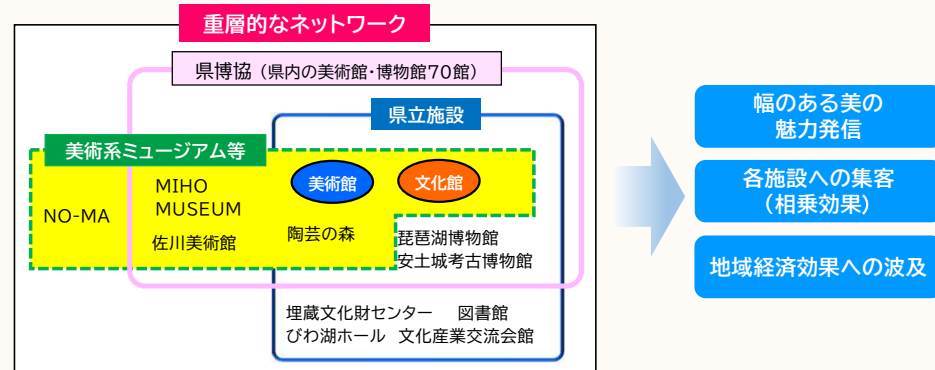 重層的なネットワーク
県博協（県内の美術館・博物館70館）
県立施設
美術系ミュージアム等
NO-MA
MIHO
MUSEUM
佐川美術館
美術館
文化館
陶芸の森
琵琶湖博物館
安土城考古博物館
埋蔵文化財センター　図書館
びわ湖ホール　文化産業交流会館
幅のある美の
魅力発信
各施設への集客
（相乗効果）
地域経済効果への波及